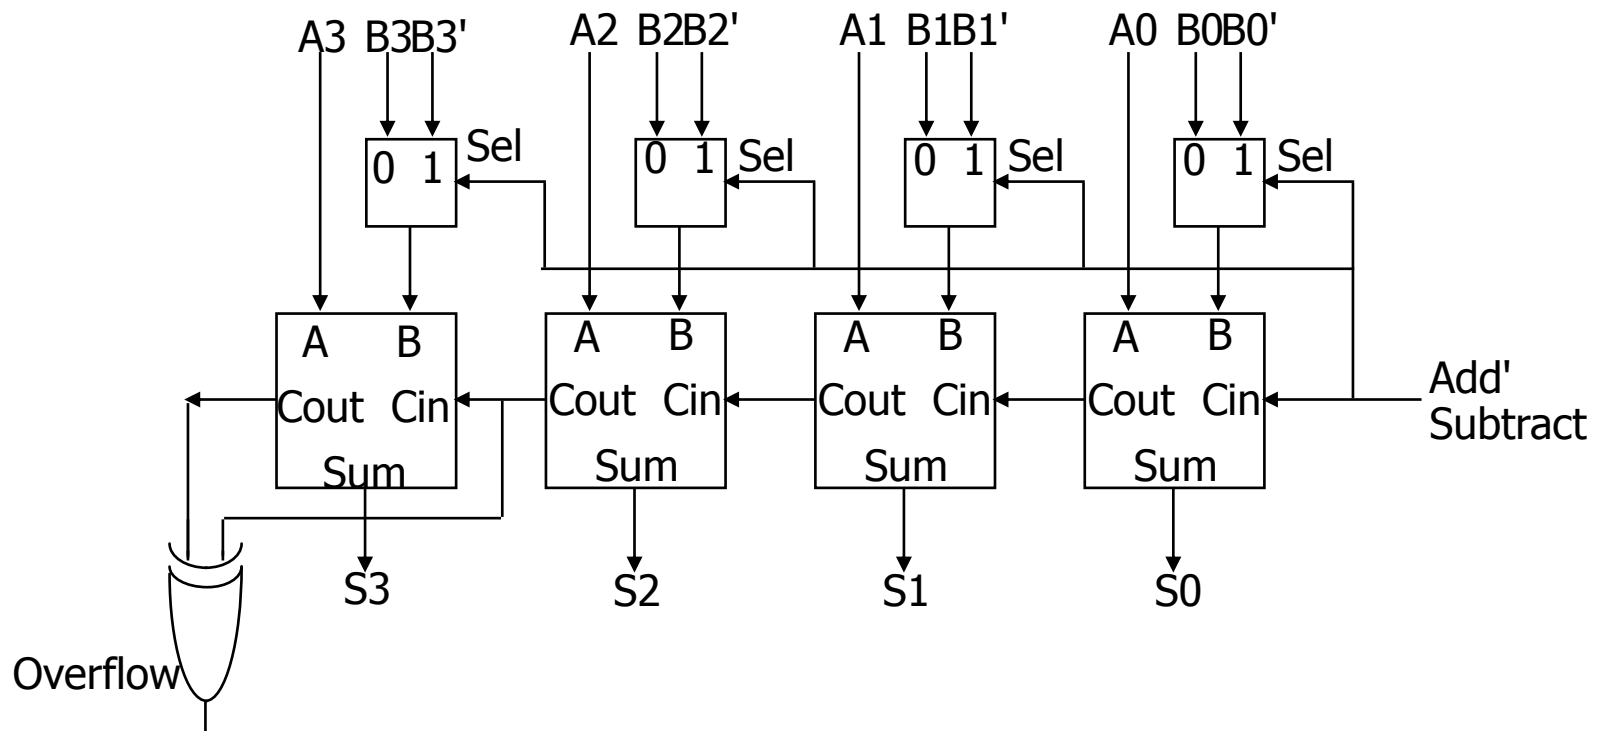 A3 B3B3' A2 B2B2' A1 B1B1' A0 B0B0'
0 1 Sel 0 1 Sel 0 1 Sel 0 1 Sel
A B A B A B A B
Cout Cin Cout Cin Cout Cin Cout Cin
Add'
Subtract
Sum Sum Sum Sum
S3 S2 S1 S0
Overflow